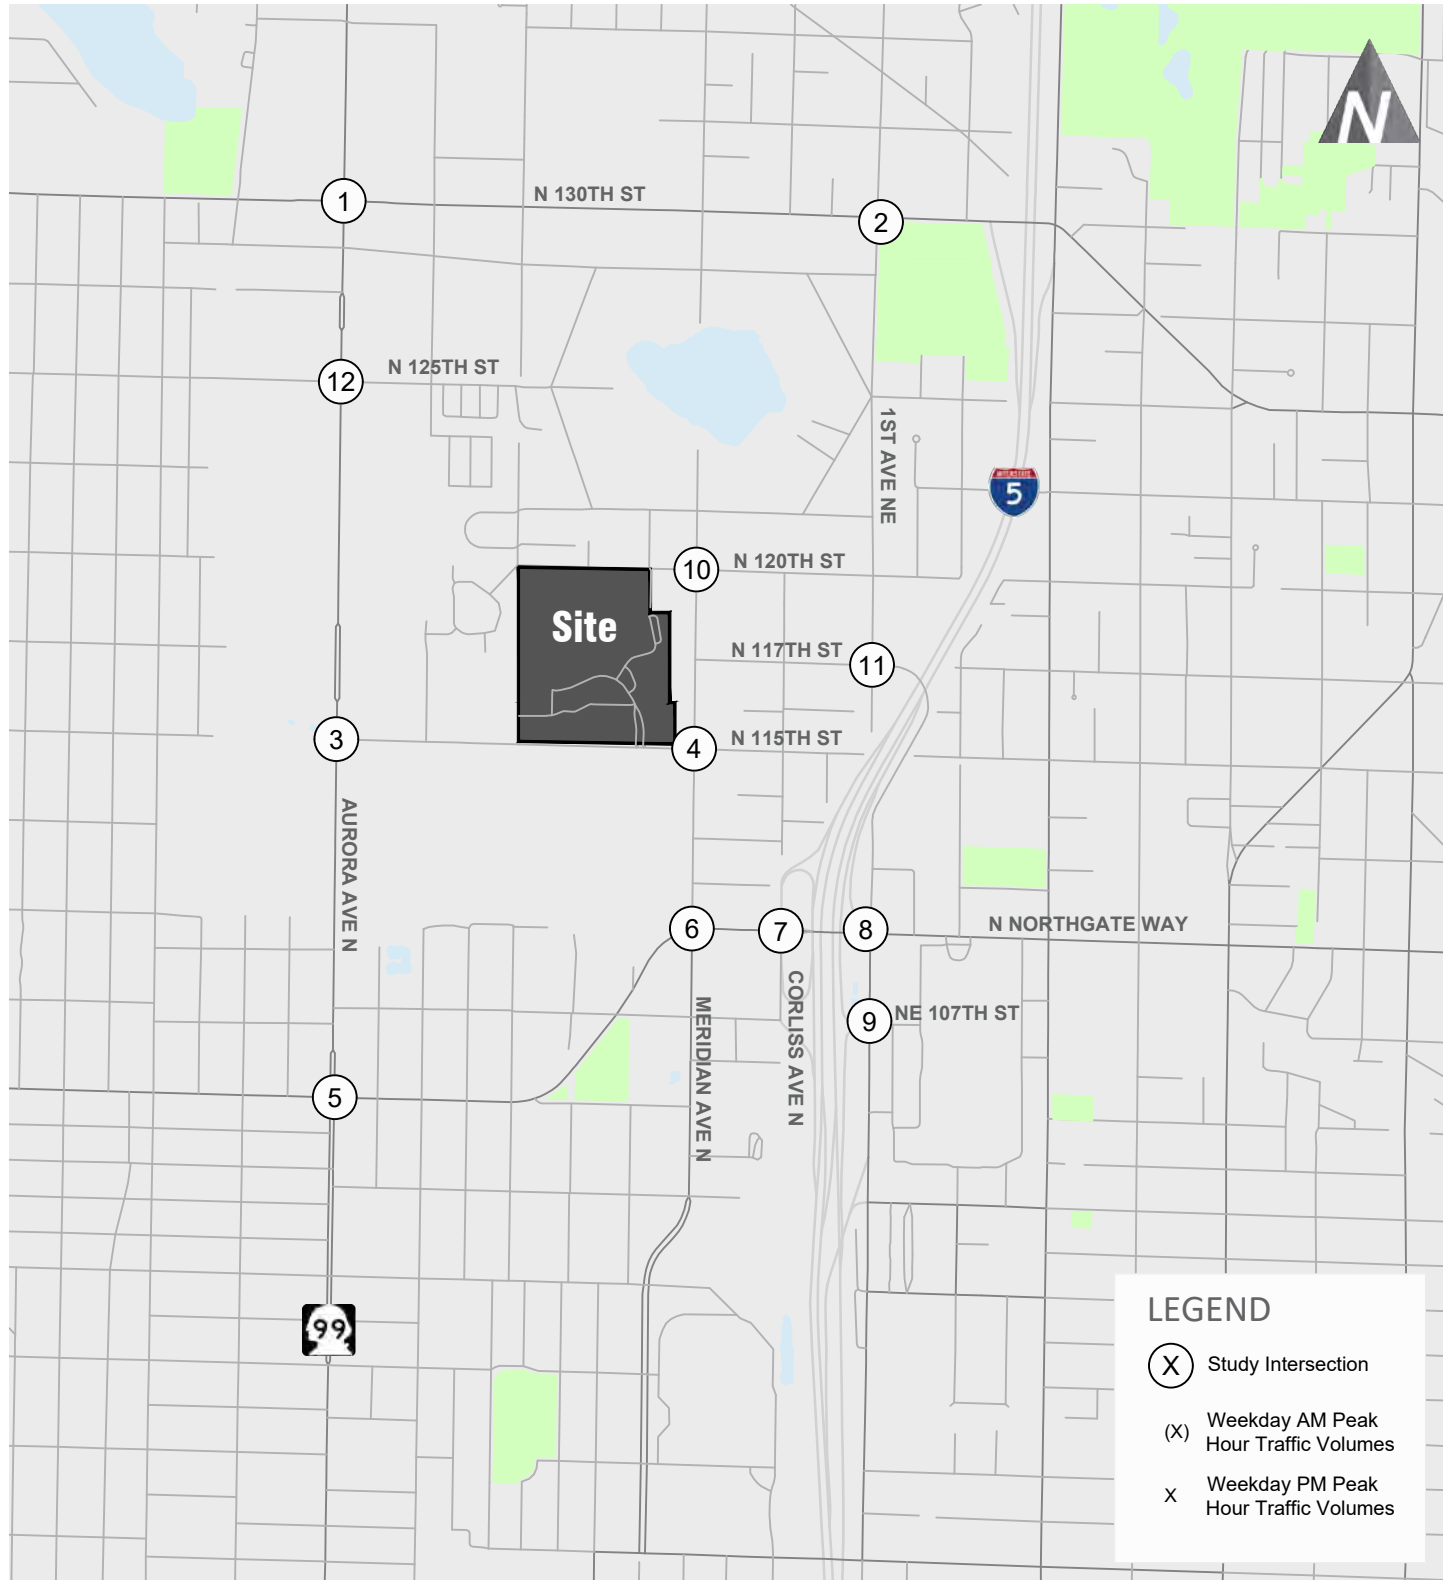 N
N 130TH ST
1
2
N 125TH ST
12
1ST AVE NE
INTERSTATE
5
10
N 120TH ST
Site
N 117TH ST
11
3
4
N 115TH ST
AURORA AVE N
6
7
8
N NORTHGATE WAY
MERIDIAN AVE N
CORLISS AVE N
9
NE 107TH ST
5
99
LEGEND
X
Study Intersection
(X)
Weekday AM Peak
Hour Traffic Volumes
X
Weekday PM Peak
Hour Traffic Volumes